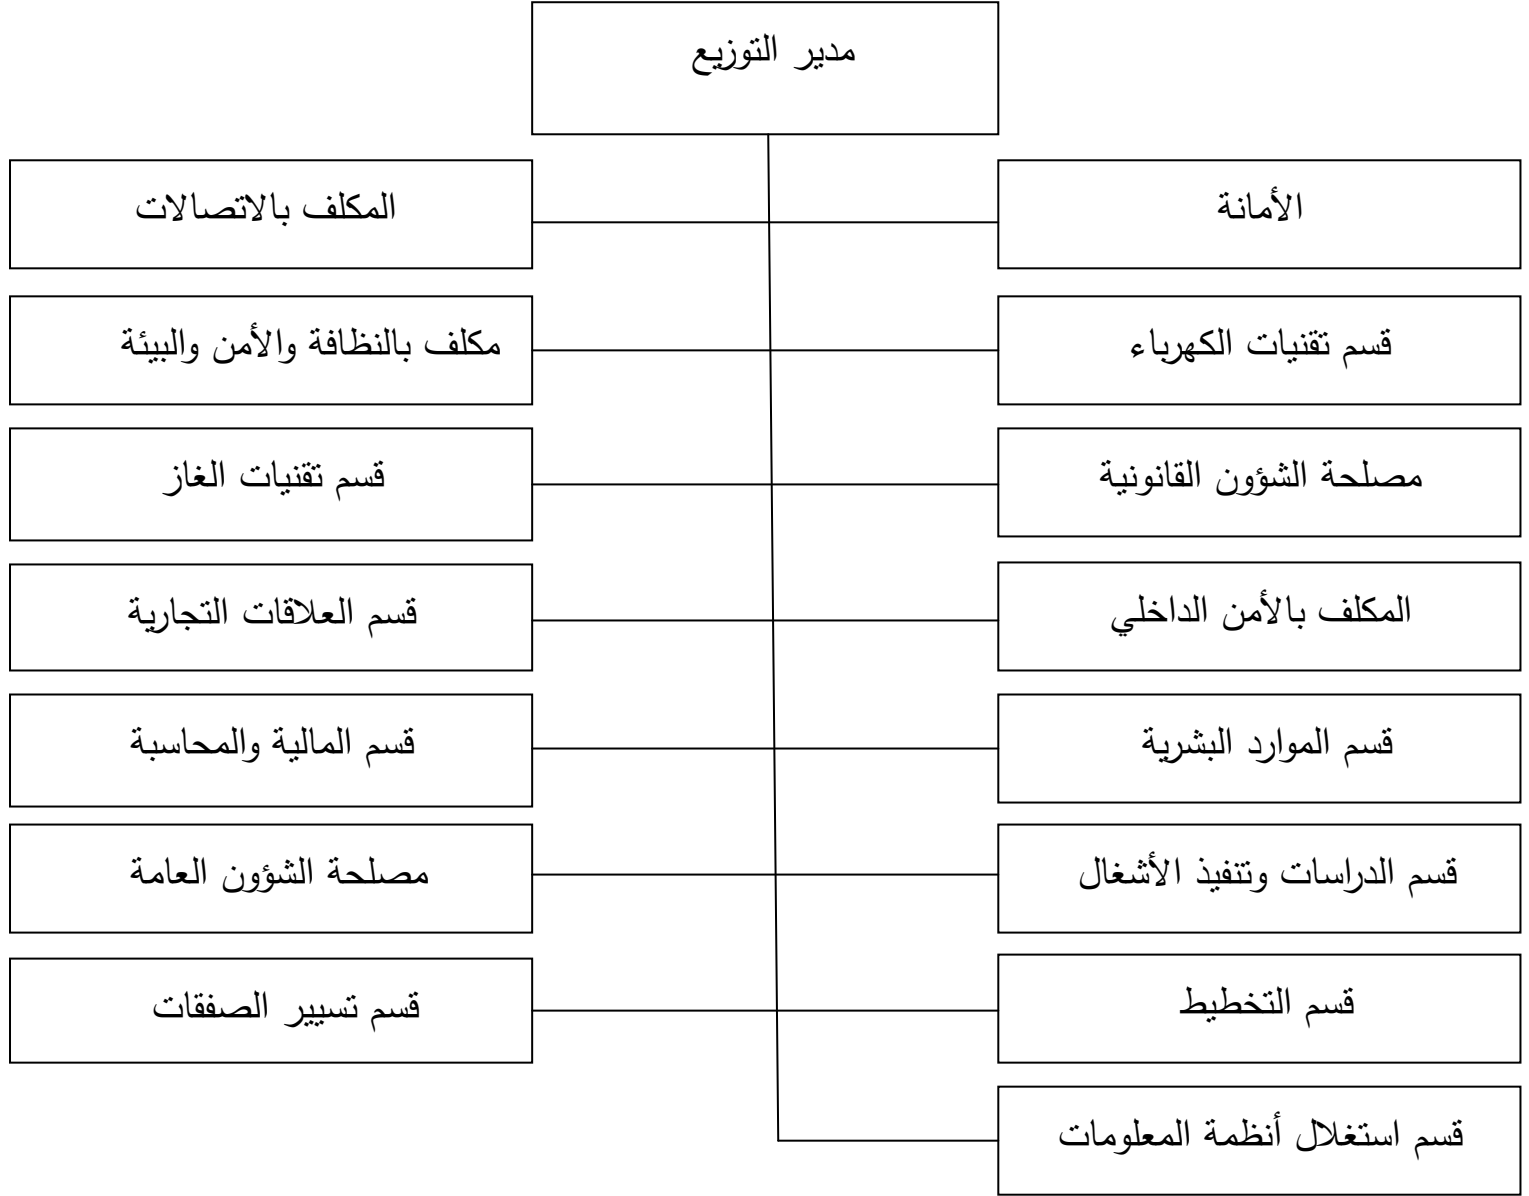 مدير التوزيع
الأمانة
المكلف بالاتصالات
قسم تقنيات الكهرباء
مكلف بالنظافة والأمن والبيئة
مصلحة الشؤون القانونية
قسم تقنيات الغاز
المكلف بالأمن الداخلي
قسم العلاقات التجارية
قسم الموارد البشرية
قسم المالية والمحاسبة
قسم الدراسات وتنفيذ الأشغال
مصلحة الشؤون العامة
قسم التخطيط
قسم تسيير الصفقات
قسم استغلال أنظمة المعلومات